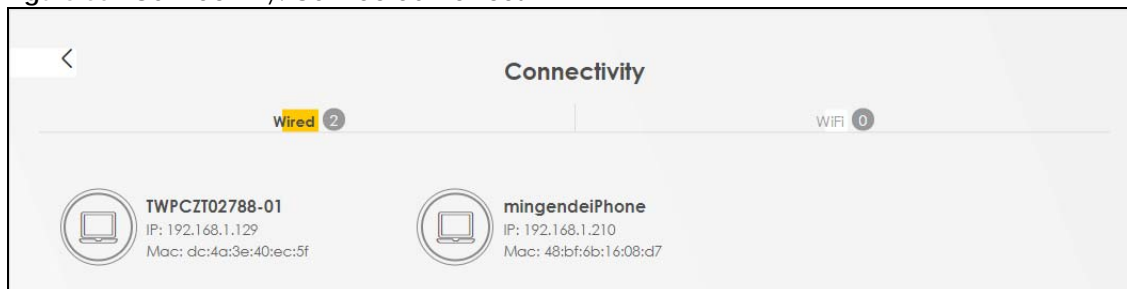 Connectivity
Wired 2
WiFi 0
TWPCZT02788-01
IP: 192.168.1.129
Mac: dc:4a:3e:40:ec:5f
mingendeiPhone
IP: 192.168.1.210
Mac: 48:bf:6b:16:08:d7